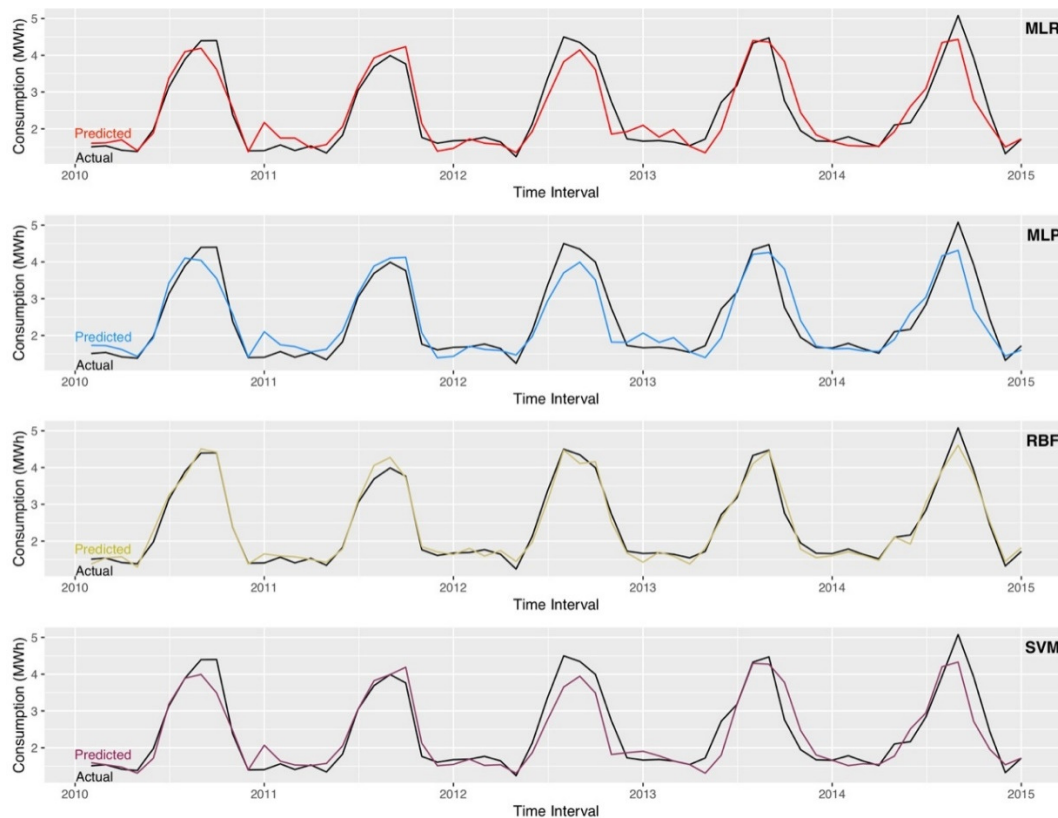 MLR
Consumption (MWh)
5
4
3
2
Predicted
Actual
2010 2011 2012 2013 2014 2015
Time Interval
MLP
Consumption (MWh)
5
4
3
2
Predicted
Actual
2010 2011 2012 2013 2014 2015
Time Interval
RBF
Consumption (MWh)
5
4
3
2
Predicted
Actual
2010 2011 2012 2013 2014 2015
Time Interval
SVM
Consumption (MWh)
5
4
3
2
Predicted
Actual
2010 2011 2012 2013 2014 2015
Time Interval